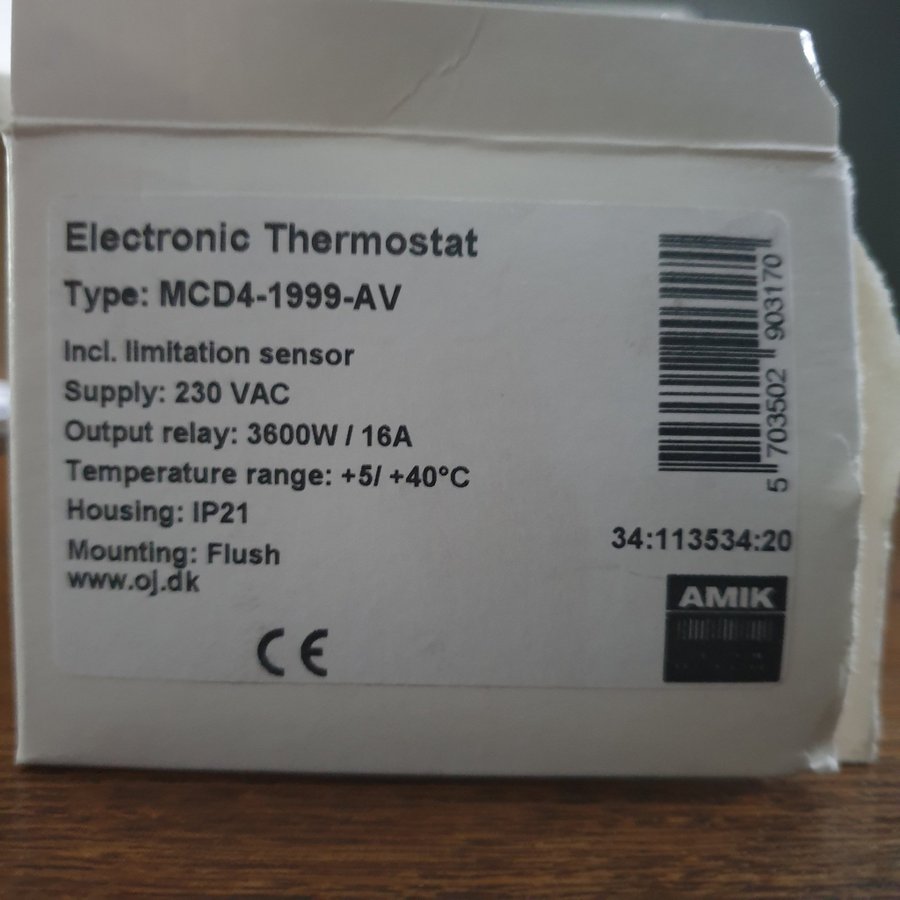 Electronic Thermostat
Type: MCD4-1999-AV
Incl. limitation sensor
Supply: 230 VAC
Output relay: 3600W / 16A
Temperature range: +5/ +40°C
Housing: IP21
Mounting: Flush
www.oj.dk
CE
5 703502 903170
34:113534:20
AMIK